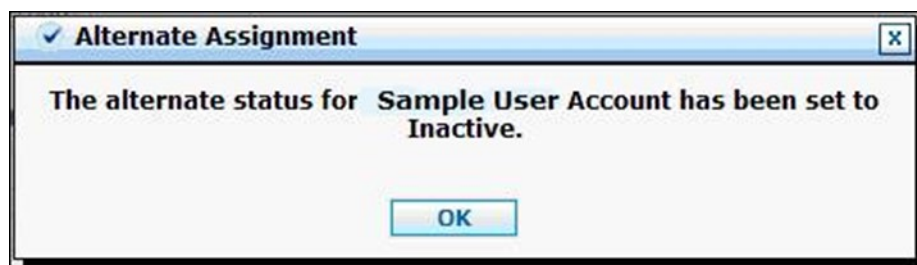 Alternate Assignment
X
The alternate status for Sample User Account has been set to
Inactive.
OK